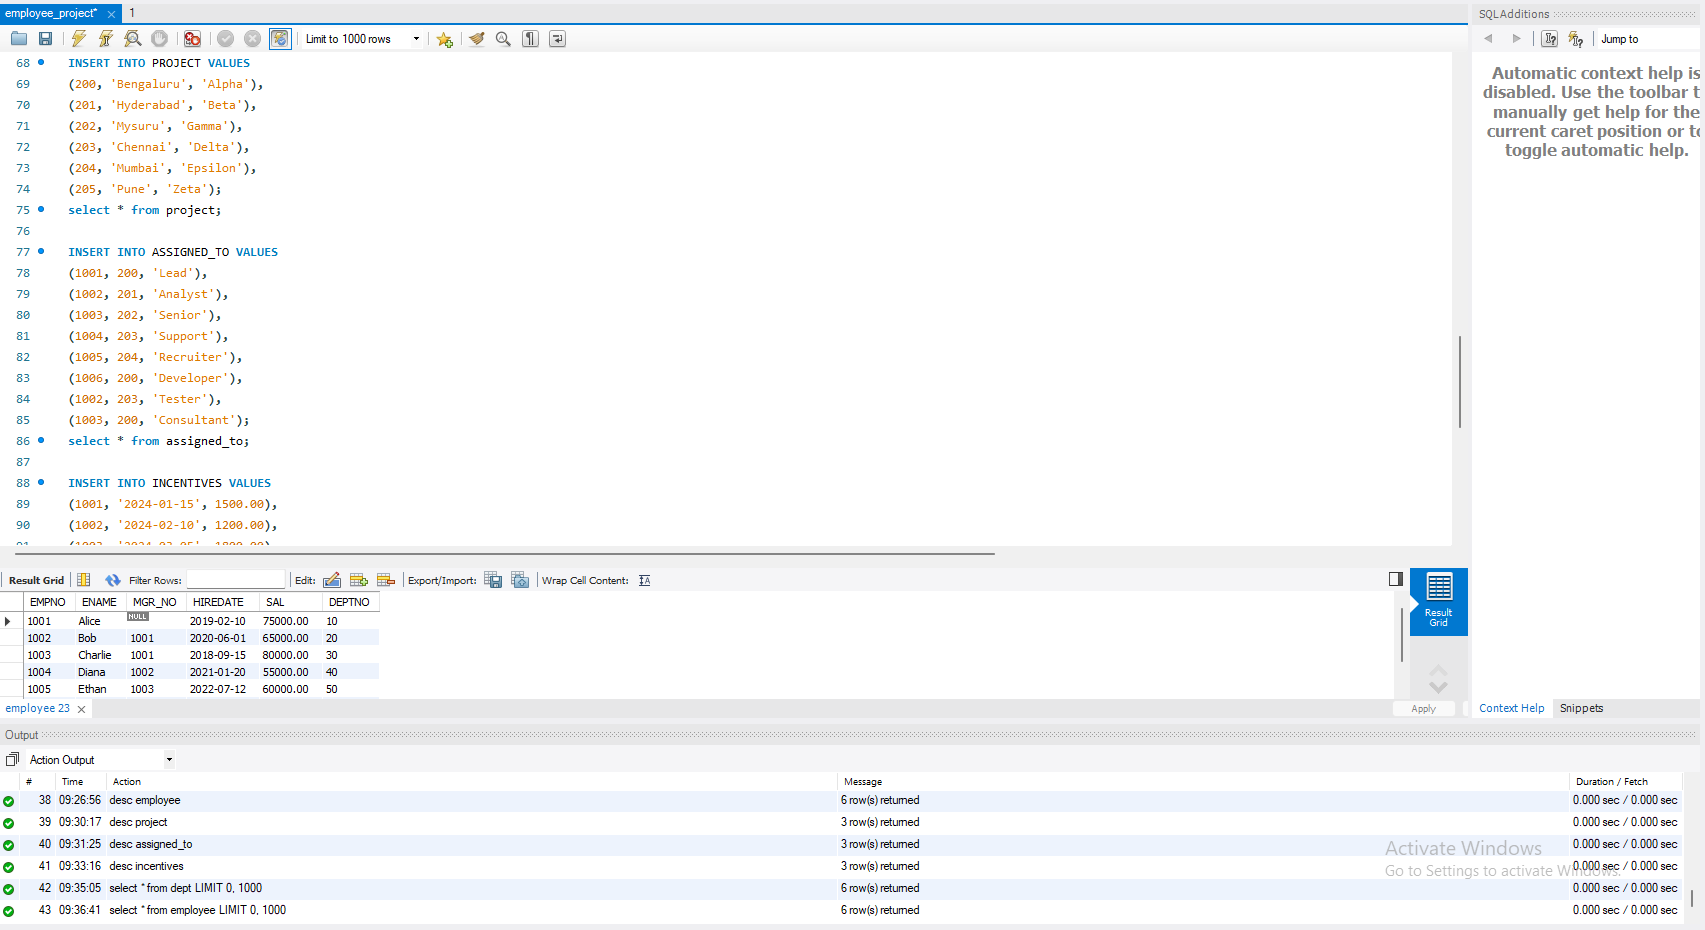 employee_project* × 1
Limit to 1000 rows
68 INSERT INTO PROJECT VALUES
69 (200, 'Bengaluru', 'Alpha'),
70 (201, 'Hyderabad', 'Beta'),
71 (202, 'Mysuru', 'Gamma'),
72 (203, 'Chennai', 'Delta'),
73 (204, 'Mumbai', 'Epsilon'),
74 (205, 'Pune', 'Zeta');
75 select * from project;
76
77 INSERT INTO ASSIGNED_TO VALUES
78 (1001, 200, 'Lead'),
79 (1002, 201, 'Analyst'),
80 (1003, 202, 'Senior'),
81 (1004, 203, 'Support'),
82 (1005, 204, 'Recruiter'),
83 (1006, 200, 'Developer'),
84 (1002, 203, 'Tester'),
85 (1003, 200, 'Consultant');
86 select * from assigned_to;
87
88 INSERT INTO INCENTIVES VALUES
89 (1001, '2024-01-15', 1500.00),
90 (1002, '2024-02-10', 1200.00),
Result Grid Filter Rows: Edit: Export/Import: Wrap Cell Content: IA
EMPNO ENAME MGR_NO HIREDATE SAL DEPTNO
1001 Alice NULL 2019-02-10 75000.00 10
1002 Bob 1001 2020-06-01 65000.00 20
1003 Charlie 1001 2018-09-15 80000.00 30
1004 Diana 1002 2021-01-20 55000.00 40
1005 Ethan 1003 2022-07-12 60000.00 50
Result
Grid
employee 23 ×
Apply
SQLAdditions
Jump to
Automatic context help is
disabled. Use the toolbar
manually get help for the
current caret position or
toggle automatic help.
Context Help Snippets
Output
Action Output
# Time Action Message Duration / Fetch
38 09:26:56 desc employee 6 row(s) returned 0.000 sec / 0.000 sec
39 09:30:17 desc project 3 row(s) returned 0.000 sec / 0.000 sec
40 09:31:25 desc assigned_to 3 row(s) returned 0.000 sec / 0.000 sec
41 09:33:16 desc incentives 3 row(s) returned 0.000 sec / 0.000 sec
42 09:35:05 select * from dept LIMIT 0, 1000 6 row(s) returned 0.000 sec / 0.000 sec
43 09:36:41 select * from employee LIMIT 0, 1000 6 row(s) returned 0.000 sec / 0.000 sec
Activate Windows
Go to Settings to activate Windows.